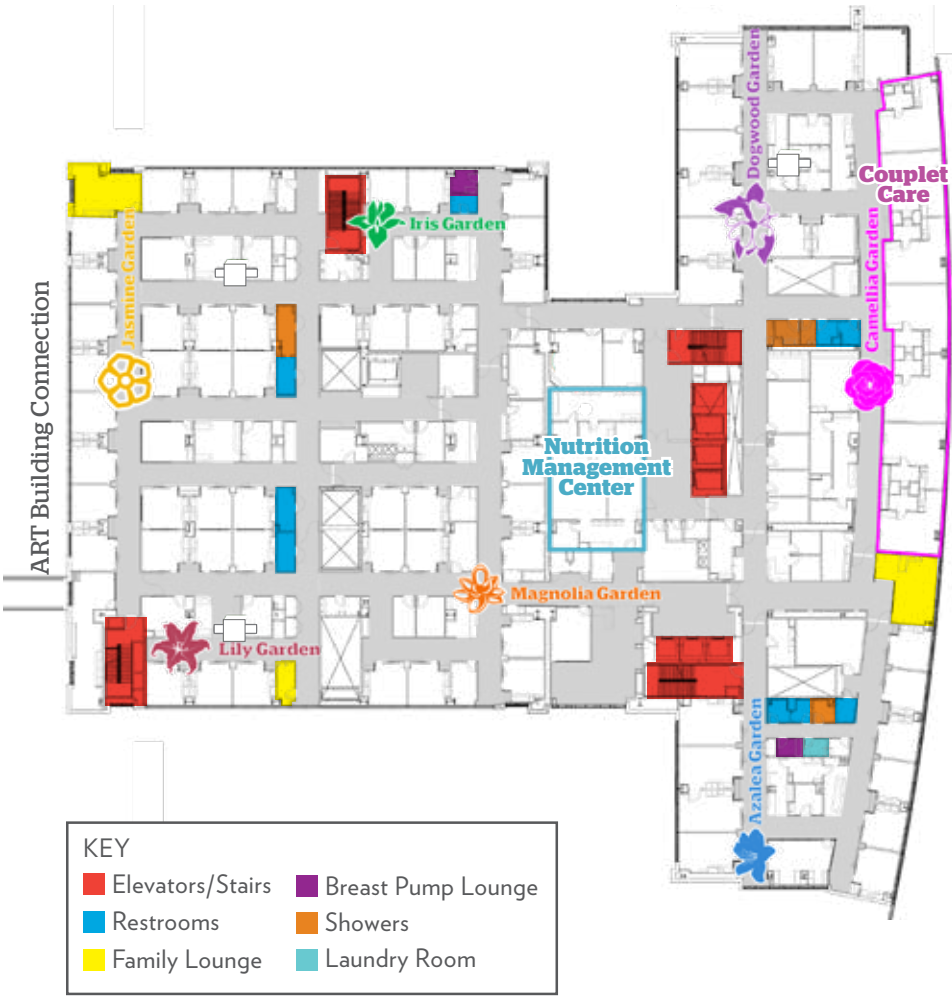 Dogwood Garden
Couplet
Care
Iris Garden
Jasmine Garden
Camellia Garden
ART Building Connection
Nutrition
Management
Center
Magnolia Garden
Lily Garden
Azalea Garden
KEY
Elevators/Stairs
Breast Pump Lounge
Restrooms
Showers
Family Lounge
Laundry Room